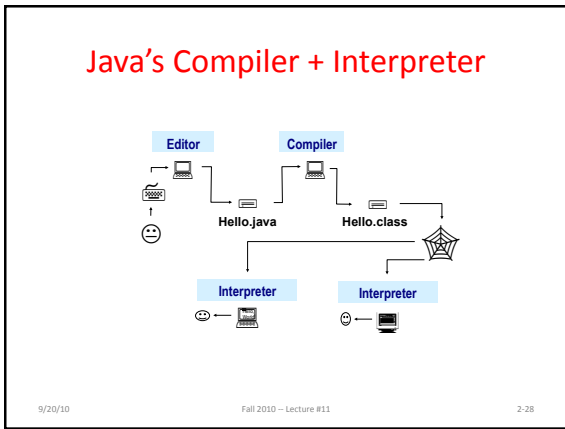 Java's Compiler + Interpreter
Editor
Compiler
Hello.java
Hello.class
Interpreter
Interpreter
9/20/10
Fall 2010 -- Lecture #11
2-28